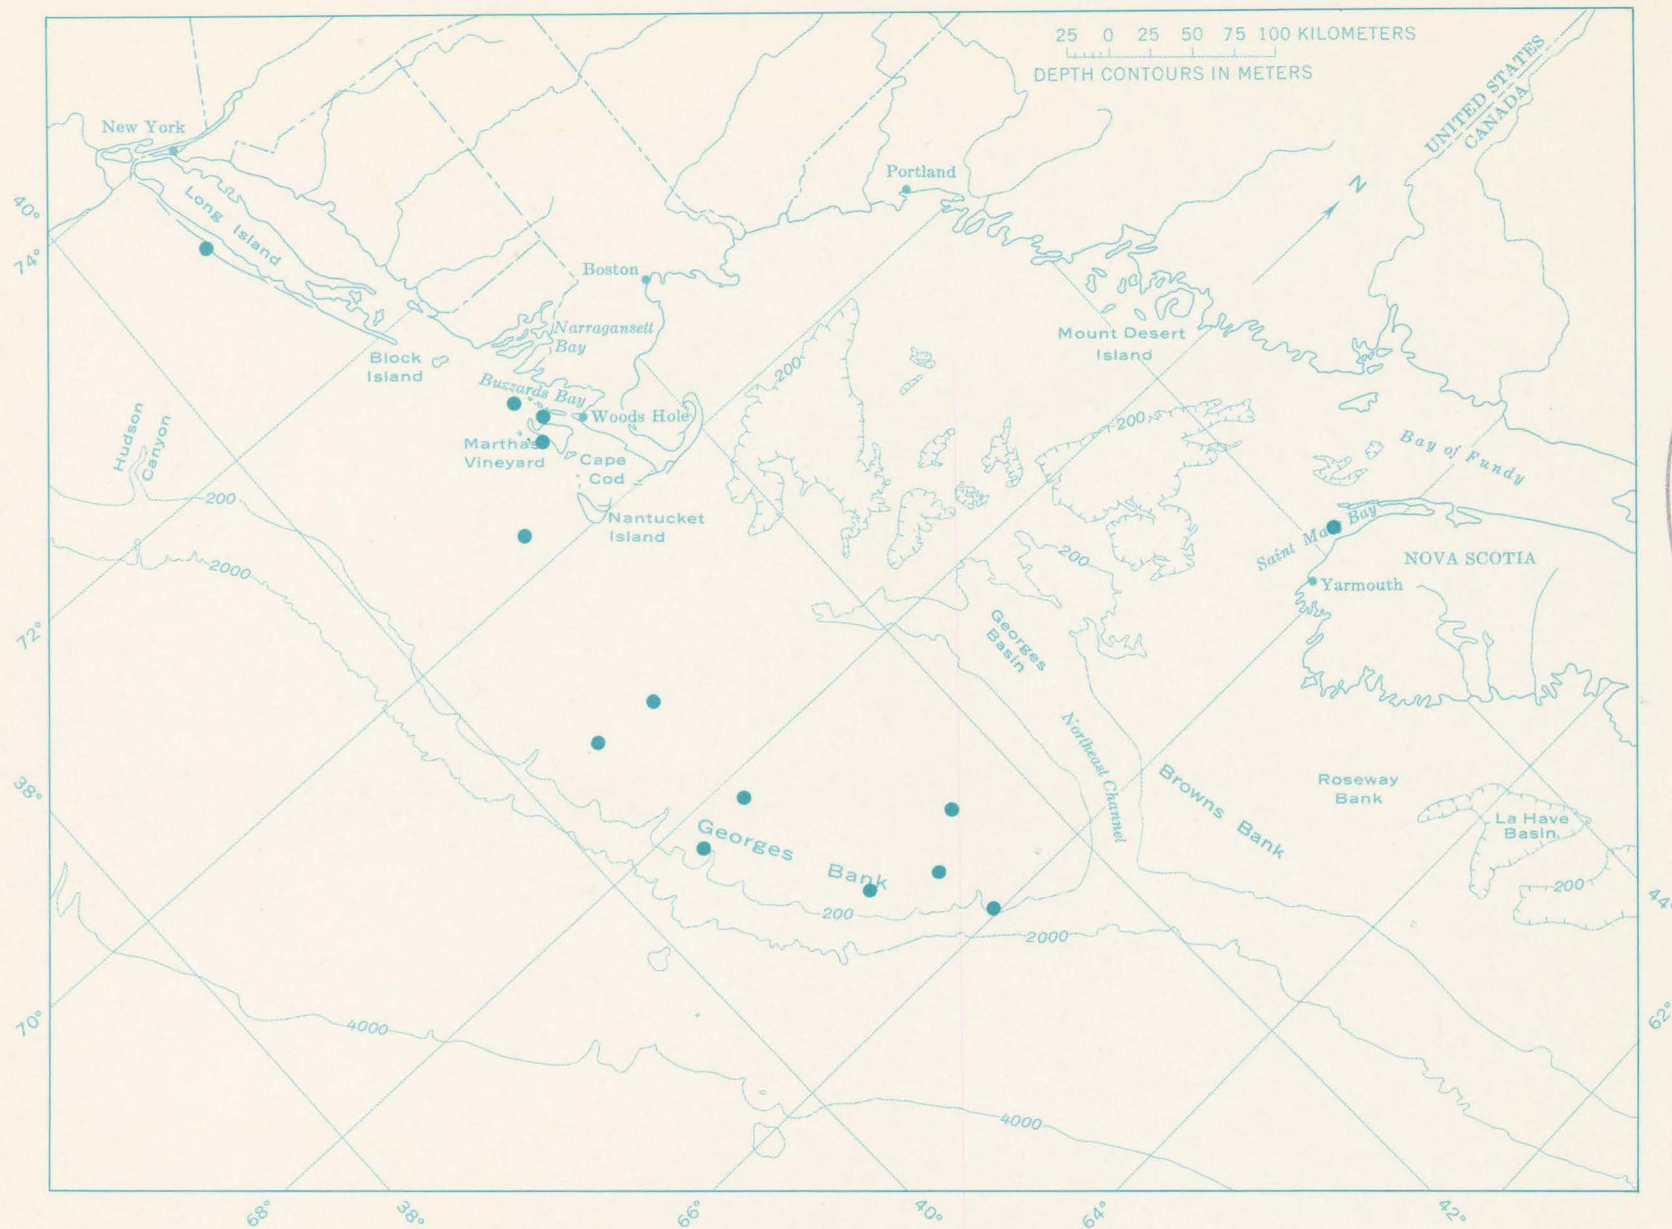 25 0 25 50 75 100 KILOMETERS
DEPTH CONTOURS IN METERS
UNITED STATES
CANADA
New York
Portland
N
40°
74°
Long Island
Boston
Narragansett
Bay
Mount Desert
Island
Block
Island
200
Buzzards Bay
Woods Hole
200
Hudson
Canyon
Marthas
Vineyard
Cape
Cod
Bay of Fundy
200
Nantucket
Island
Saint Ma Bay
2000
200
NOVA SCOTIA
Yarmouth
72°
Georges
Basin
Northeast Channel
38°
Browns Bank
Roseway
Bank
La Have
Basin
Georges Bank
200
200
44°
2000
70°
4000
62°
4000
68°
38°
66°
40°
64°
42°